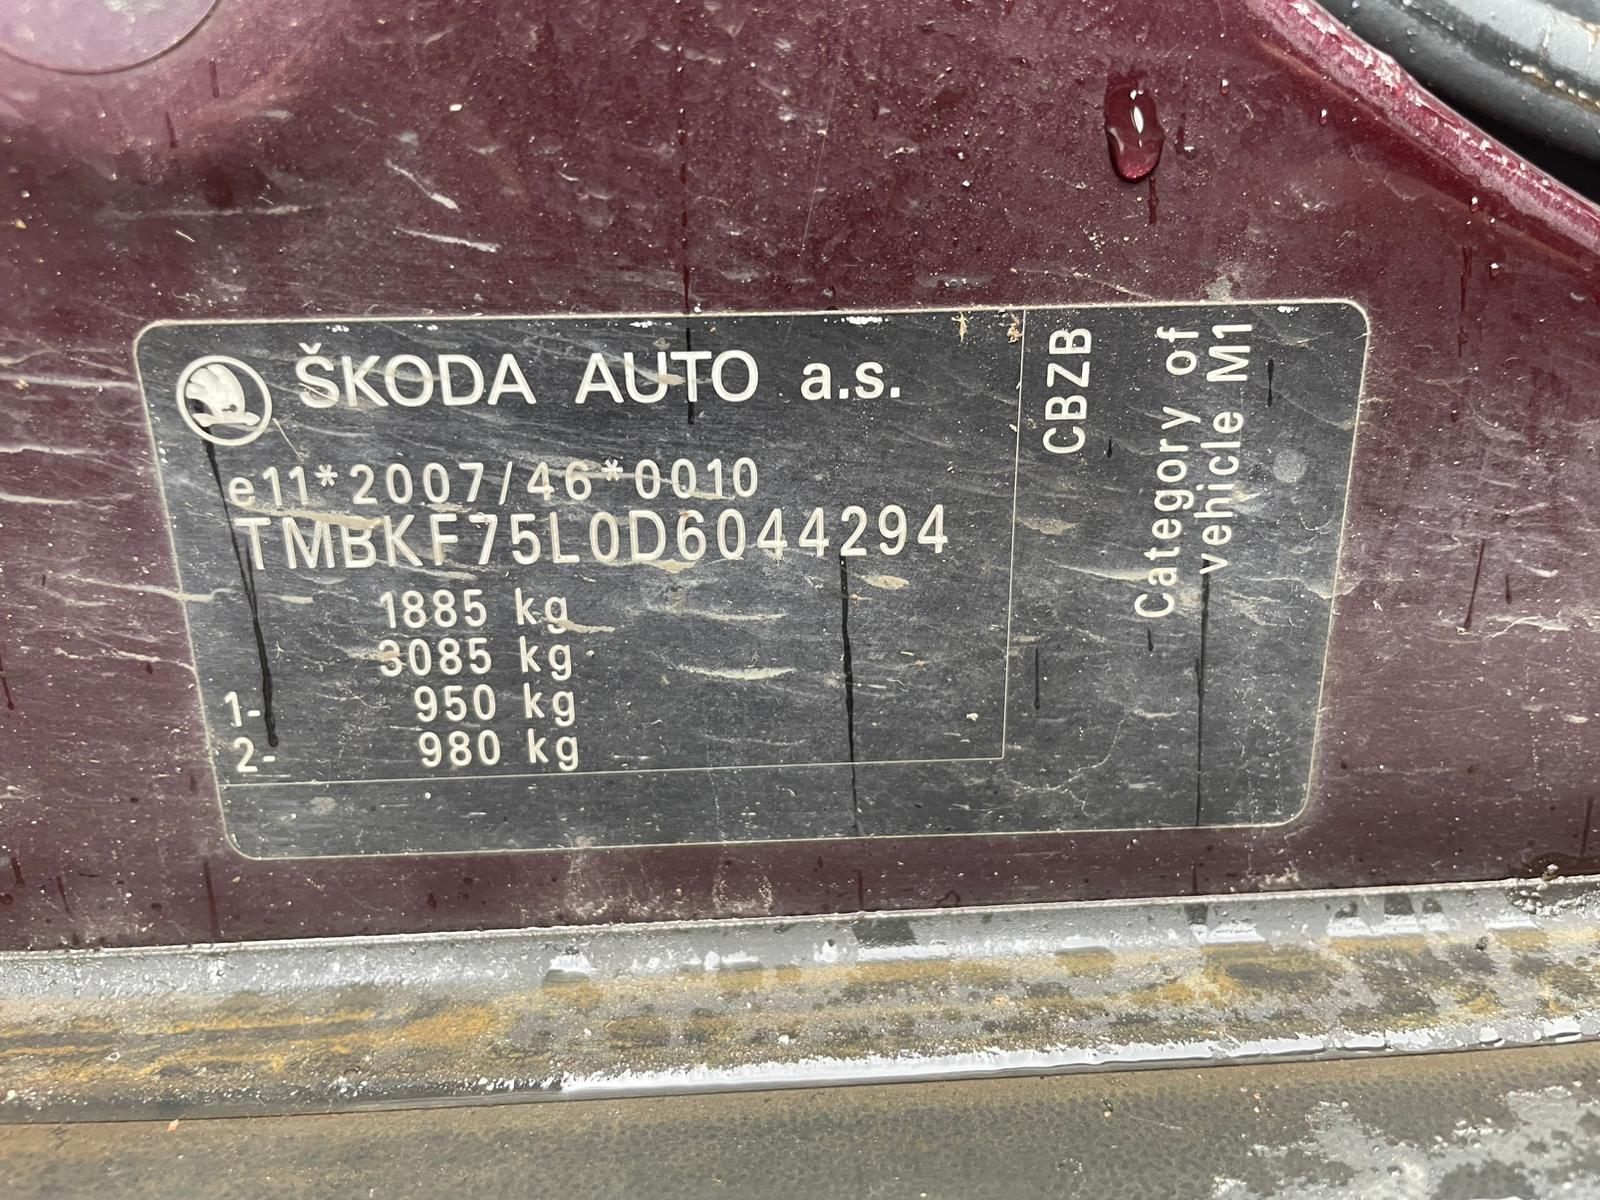 ŠKODA AUTO a.s.
e11*2007/46*0010
TMBKF75L0D6044294
1885 kg
3085 kg
1- 950 kg
2- 980 kg
CBZB
Category of
vehicle M1